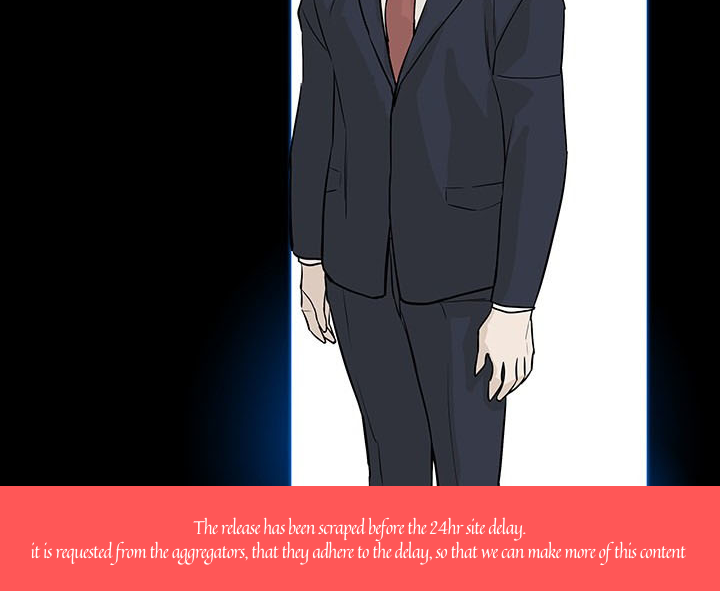 The release has been scraped before the 24hr site delay.
it is requested from the aggregators, that they adhere to the delay, so that we can make more of this content